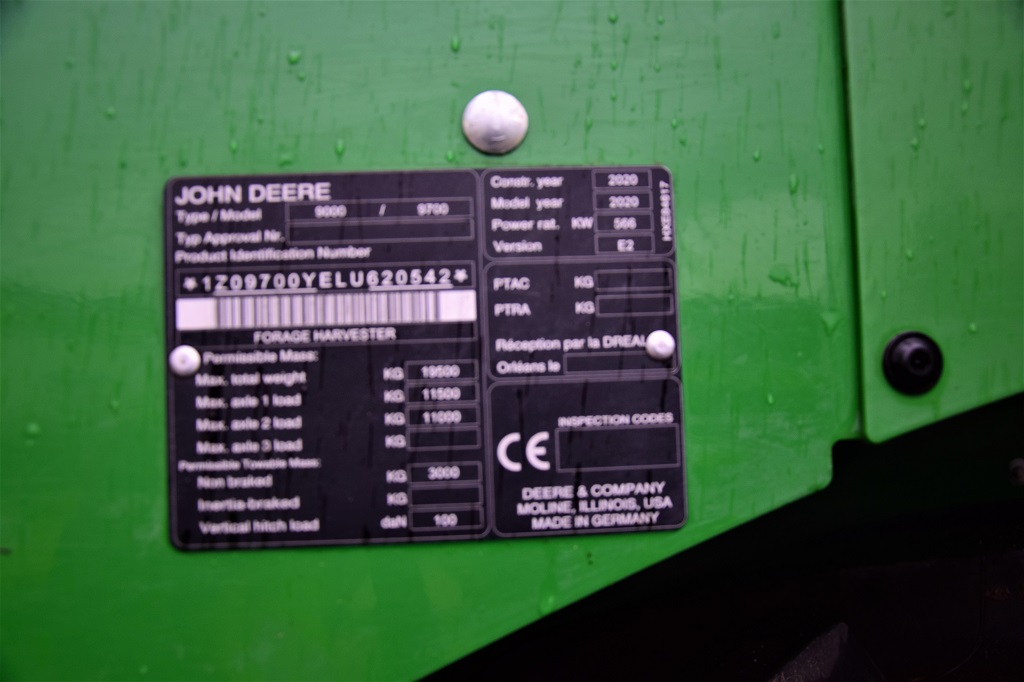 JOHN DEERE
Type / Model 9000 / 9700
Typ Approval Nr.
Product Identification Number
*1Z09700YELU620542*
FORAGE HARVESTER
Permissible Mass:
Max. total weight KG 19500
Max. axle 1 load KG 11500
Max. axle 2 load KG 11000
Max. axle 3 load KG
Permissible Towable Mass:
Non braked KG 3000
Inertia-braked KG
Vertical hitch load daN 100
Constr. year 2020
Model year 2020
Power rat. KW 566
Version E2
HXE84617
PTAC KG
PTRA KG
Réception par la DREAL
Orléans le
INSPECTION CODES
CE
DEERE & COMPANY
MOLINE, ILLINOIS, USA
MADE IN GERMANY